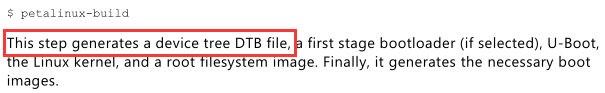 $ petalinux-build
This step generates a device tree DTB file, a first stage bootloader (if selected), U-Boot,
the Linux kernel, and a root filesystem image. Finally, it generates the necessary boot
images.